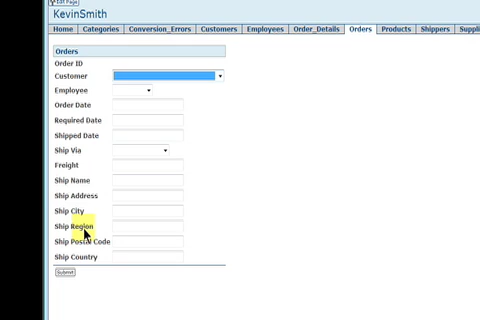 Edit Page
KevinSmith
Home Categories Conversion_Errors Customers Employees Order_Details Orders Products Shippers
Orders
Order ID
Customer
Employee
Order Date
Required Date
Shipped Date
Ship Via
Freight
Ship Name
Ship Address
Ship City
Ship Region
Ship Postal Code
Ship Country
Submit